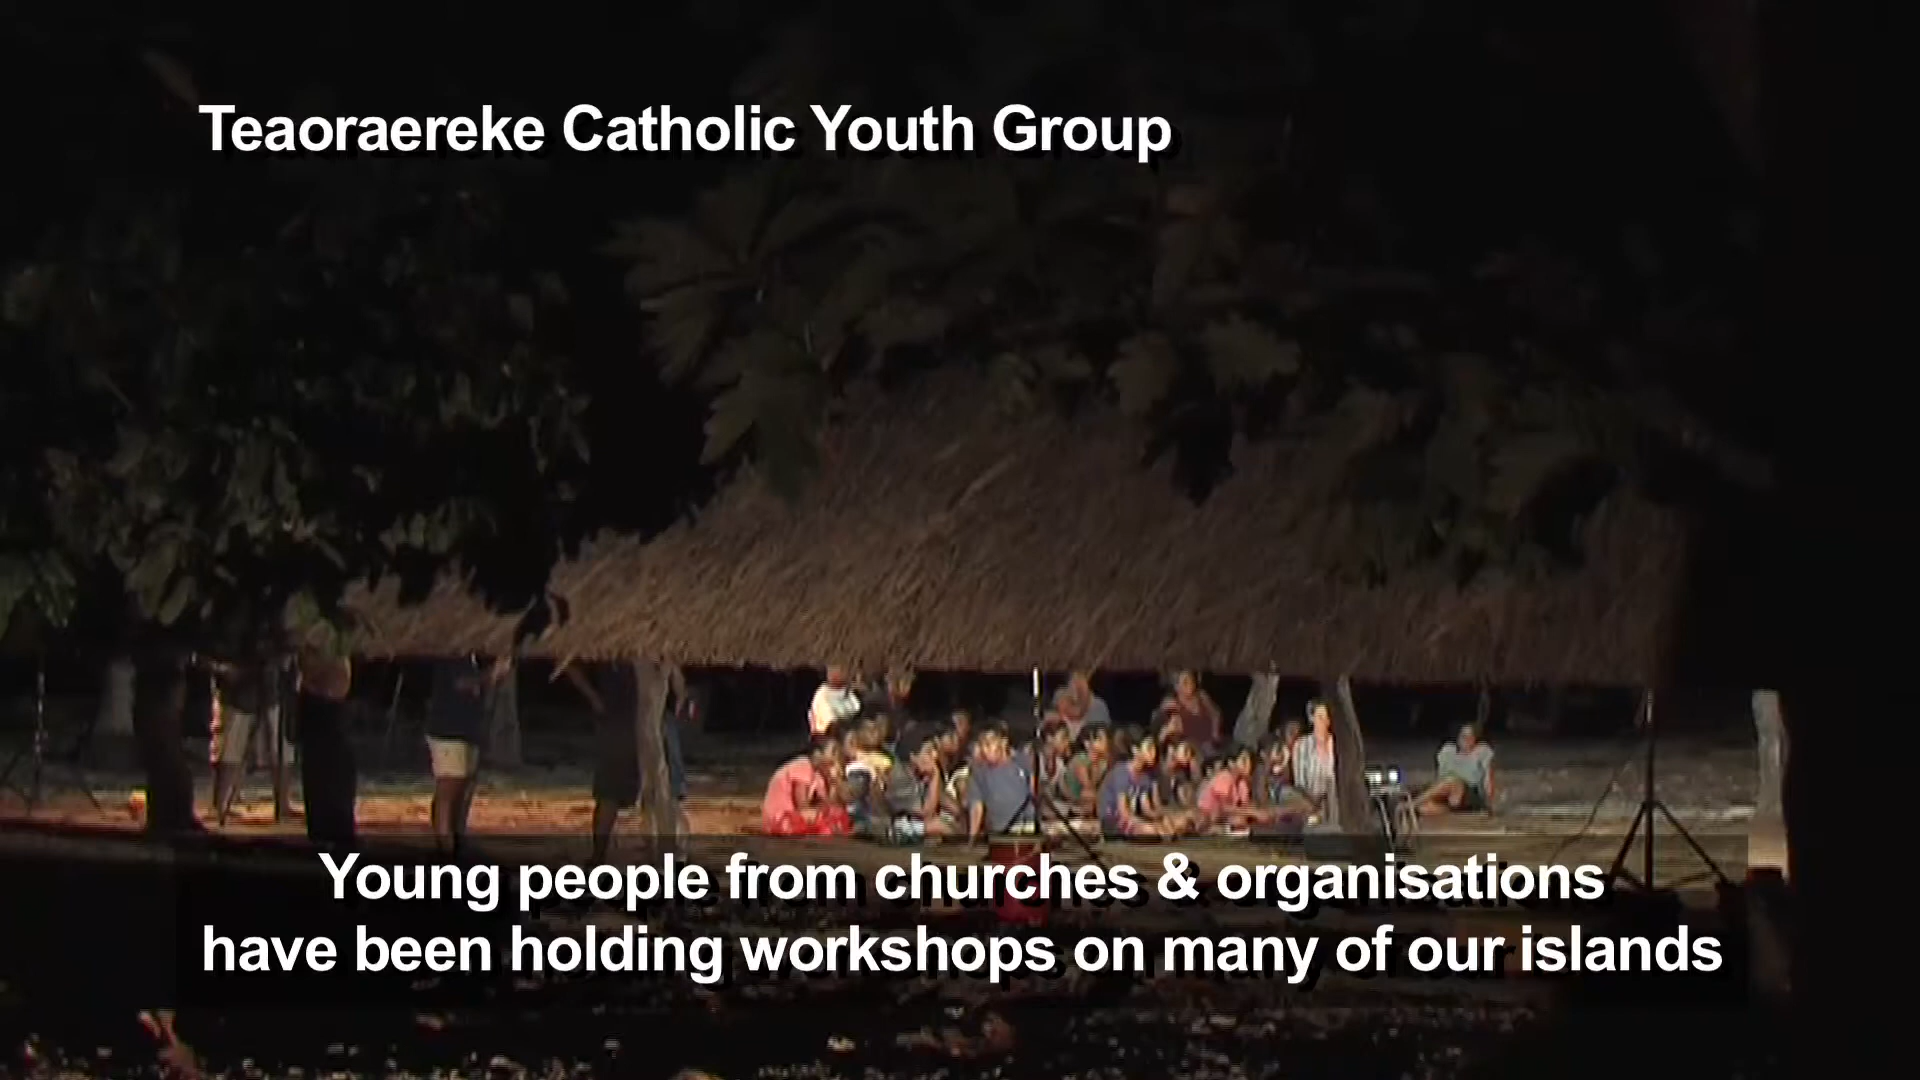 Teaoraereke Catholic Youth Group
Young people from churches & organisations
have been holding workshops on many of our islands